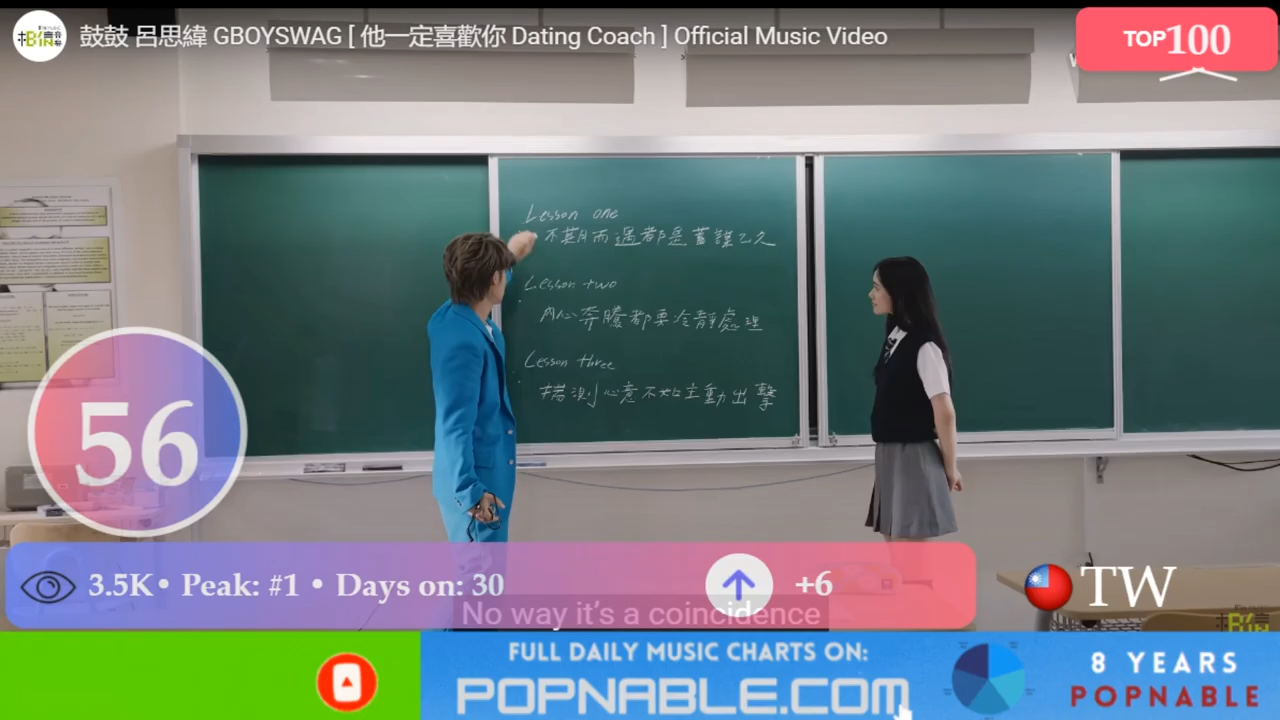 鼓鼓 呂思緯 GBOYSWAG [ 他一定喜歡你 Dating Coach ] Official Music Video
TOP100
Lesson one
不期而遇都是蓄謀已久
Lesson two
內心奔騰都要冷靜處理
Lesson three
揣測心意不如主動出擊
56
3.5K • Peak: #1 • Days on: 30
+6
TW
No way it's a coincidence
FULL DAILY MUSIC CHARTS ON:
POPNABLE.COM
8 YEARS
POPNABLE